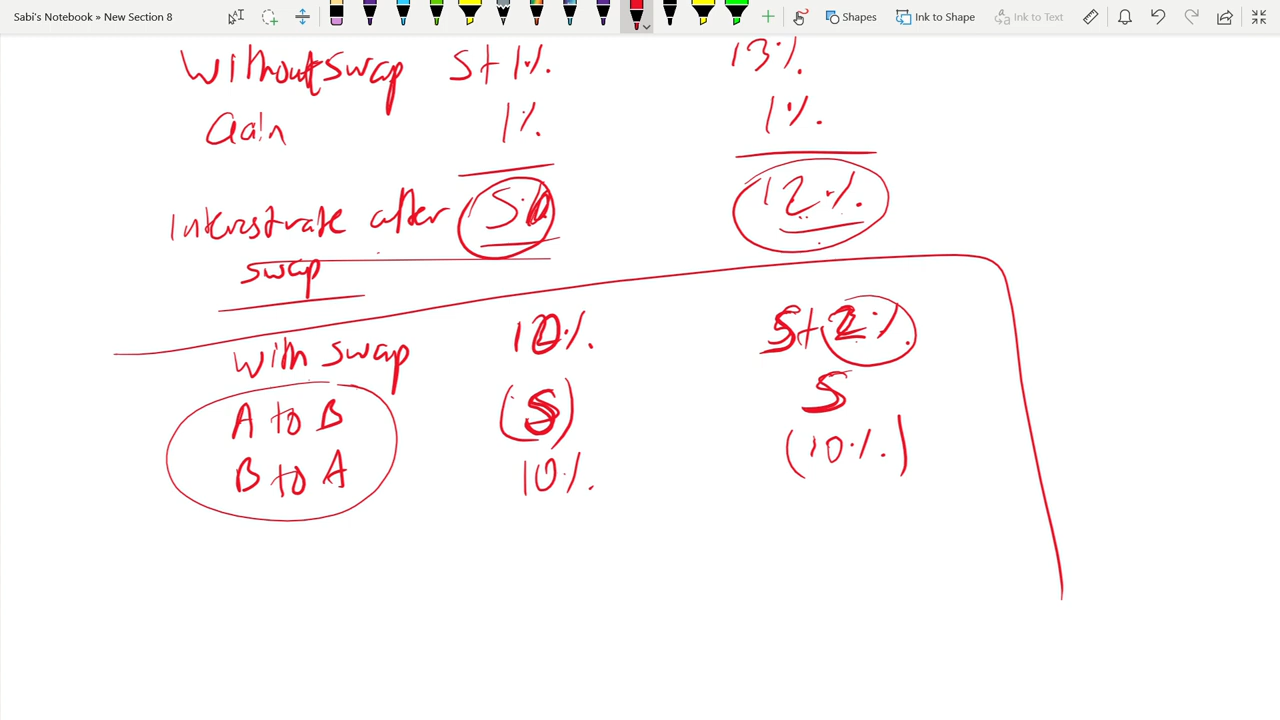 Sabi's Notebook » New Section 8
Shapes Ink to Shape Ink to Text
Without swap S+1% 13%
Gain 1% 1%
Interest rate after S% 12%
swap
With swap 10% S+2%
A to B (S) S
B to A 10% (10%)